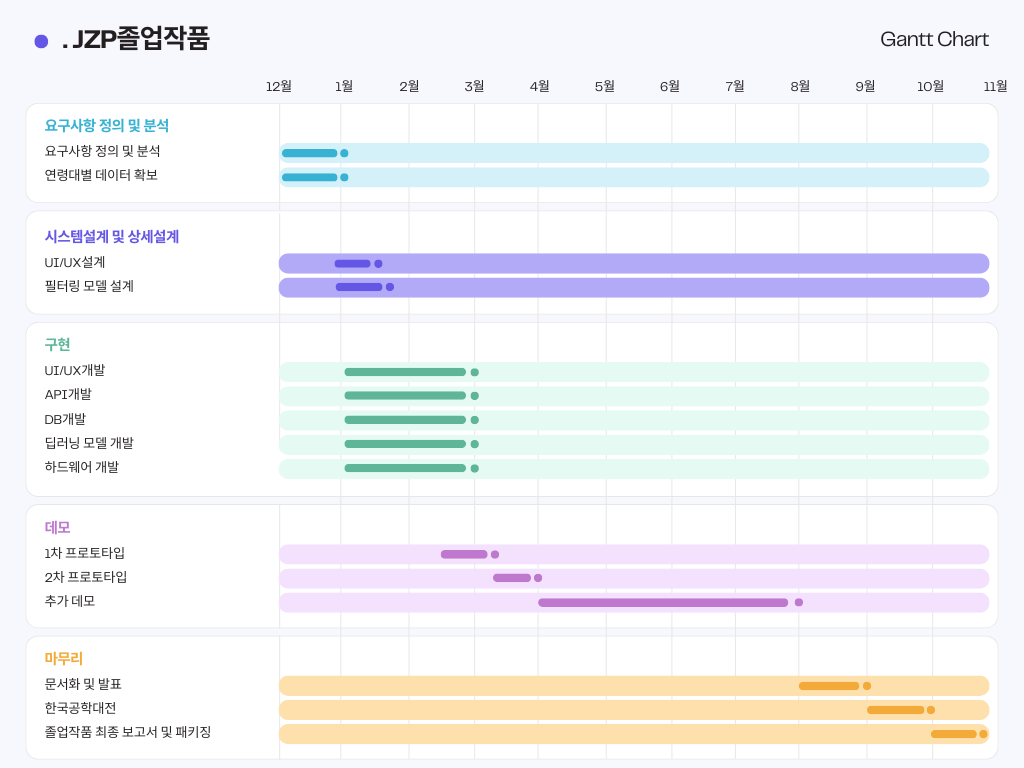 . JZP졸업작품
Gantt Chart
12월 1월 2월 3월 4월 5월 6월 7월 8월 9월 10월 11월
요구사항 정의 및 분석
요구사항 정의 및 분석
연령대별 데이터 확보
시스템설계 및 상세설계
UI/UX설계
필터링 모델 설계
구현
UI/UX개발
API개발
DB개발
딥러닝 모델 개발
하드웨어 개발
데모
1차 프로토타입
2차 프로토타입
추가 데모
마무리
문서화 및 발표
한국공학대전
졸업작품 최종 보고서 및 패키징